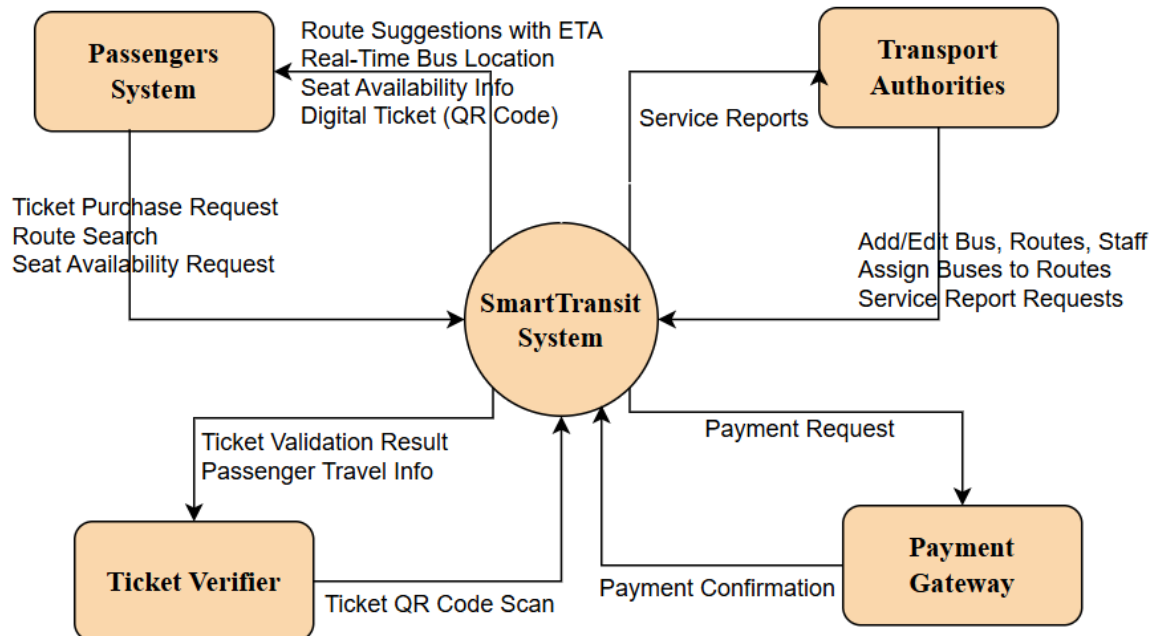 Passengers
System
Route Suggestions with ETA
Real-Time Bus Location
Seat Availability Info
Digital Ticket (QR Code)
Transport
Authorities
Service Reports
Ticket Purchase Request
Route Search
Seat Availability Request
Add/Edit Bus, Routes, Staff
Assign Buses to Routes
Service Report Requests
SmartTransit
System
Ticket Validation Result
Passenger Travel Info
Payment Request
Ticket Verifier
Ticket QR Code Scan
Payment Confirmation
Payment
Gateway